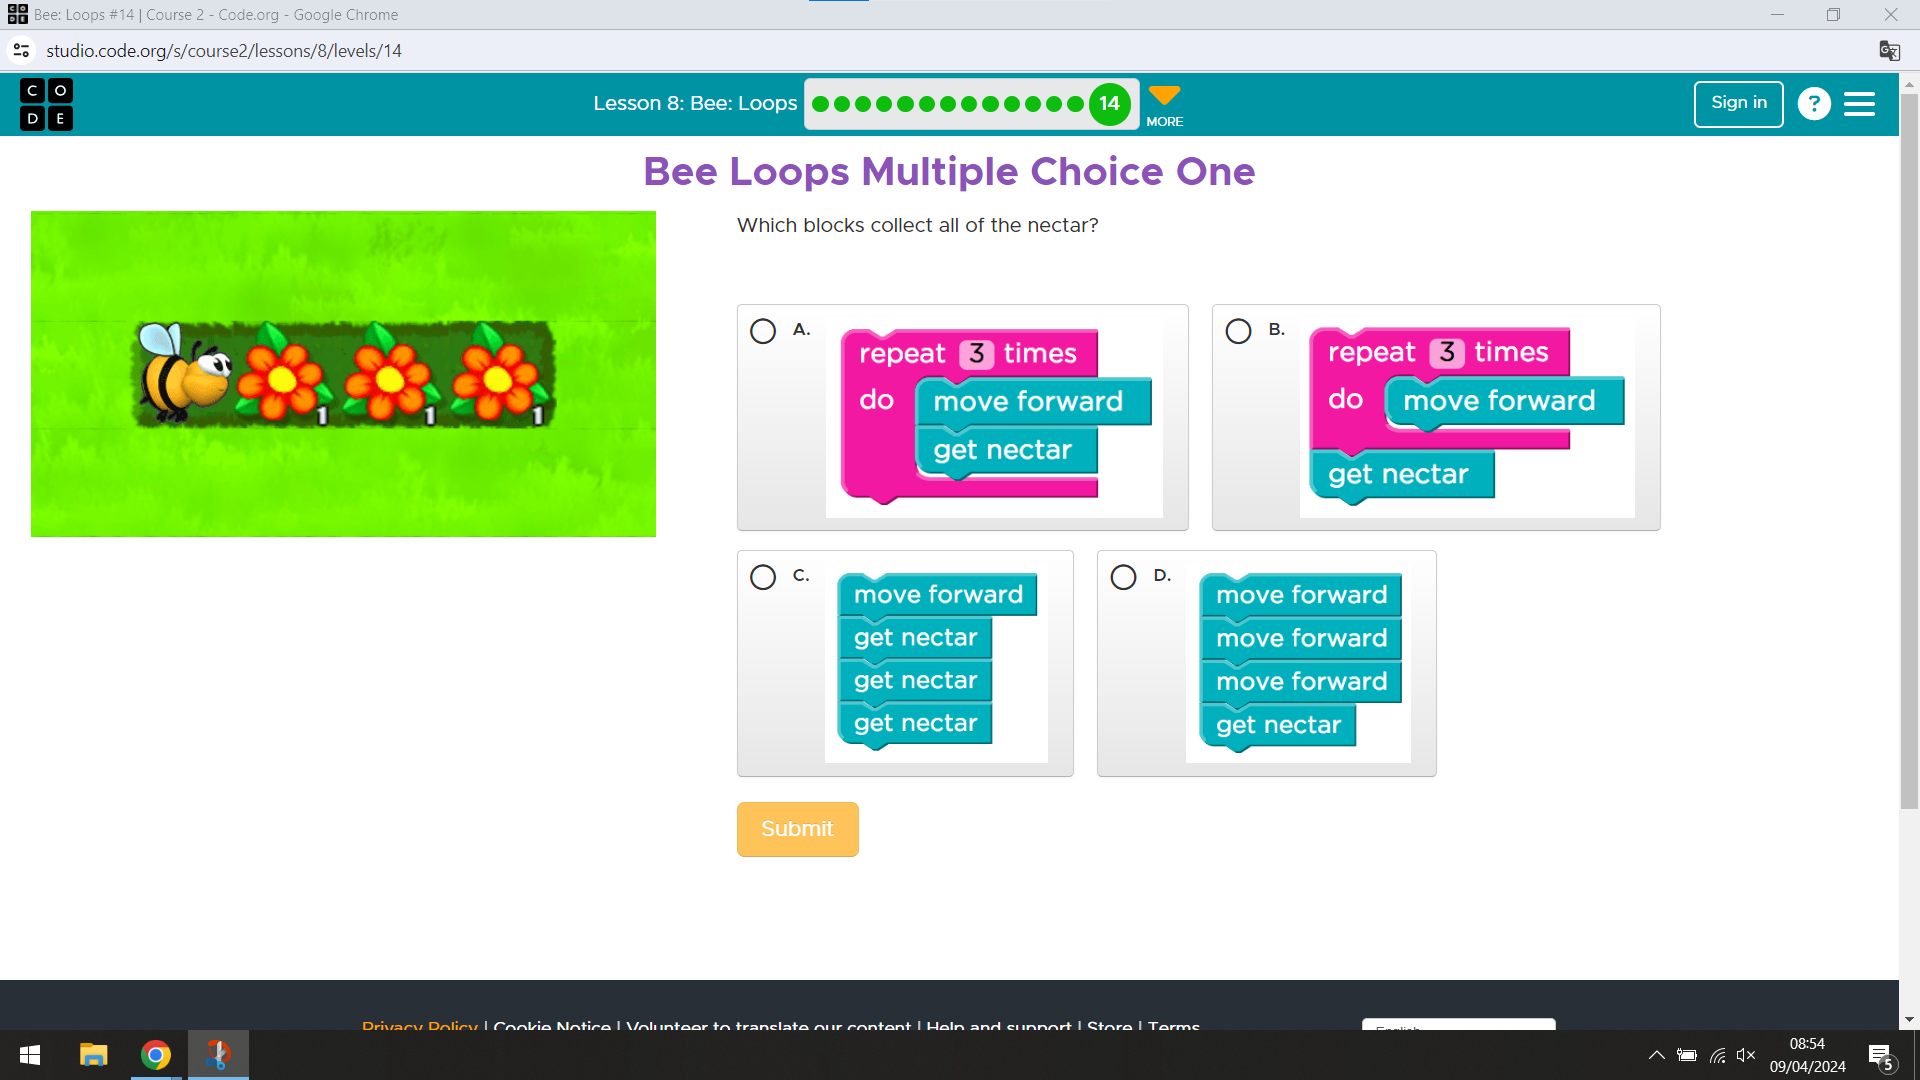 Bee: Loops #14 | Course 2 - Code.org - Google Chrome
studio.code.org/s/course2/lessons/8/levels/14
C O
D E
Lesson 8: Bee: Loops
14
MORE
Sign in
?
Bee Loops Multiple Choice One
Which blocks collect all of the nectar?
1
1
1
A.
repeat 3 times
do
move forward
get nectar
B.
repeat 3 times
do
move forward
get nectar
C.
move forward
get nectar
get nectar
get nectar
D.
move forward
move forward
move forward
get nectar
Submit
Privacy Policy | Cookie Notice | Volunteer to translate our content | Help and support | Store | Terms
English
08:54
09/04/2024
5